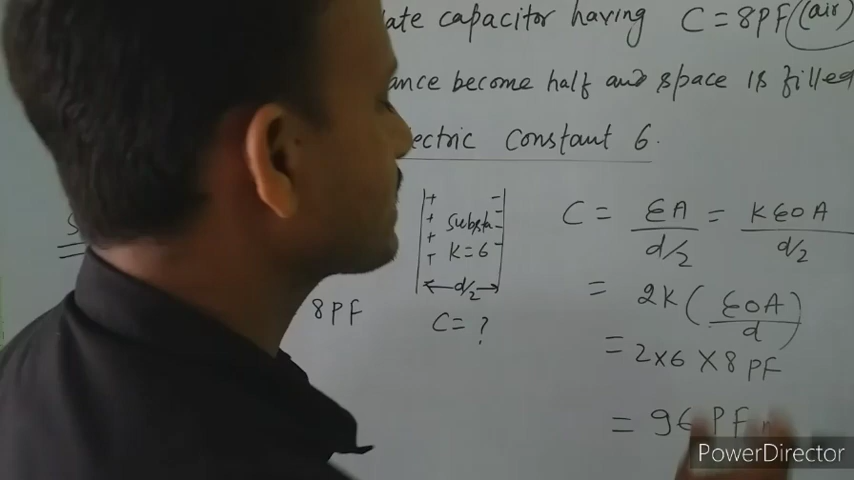 ate capacitor having C = 8PF (air)
ance become half and space is filled
ectric constant 6.
+ -
+ substa -
+ K=6 -
d/2
C = ?
8PF
C = εA / d/2 = Kε0A / d/2
= 2K (ε0A / d)
= 2×6×8 PF
= 96 PF
PowerDirector